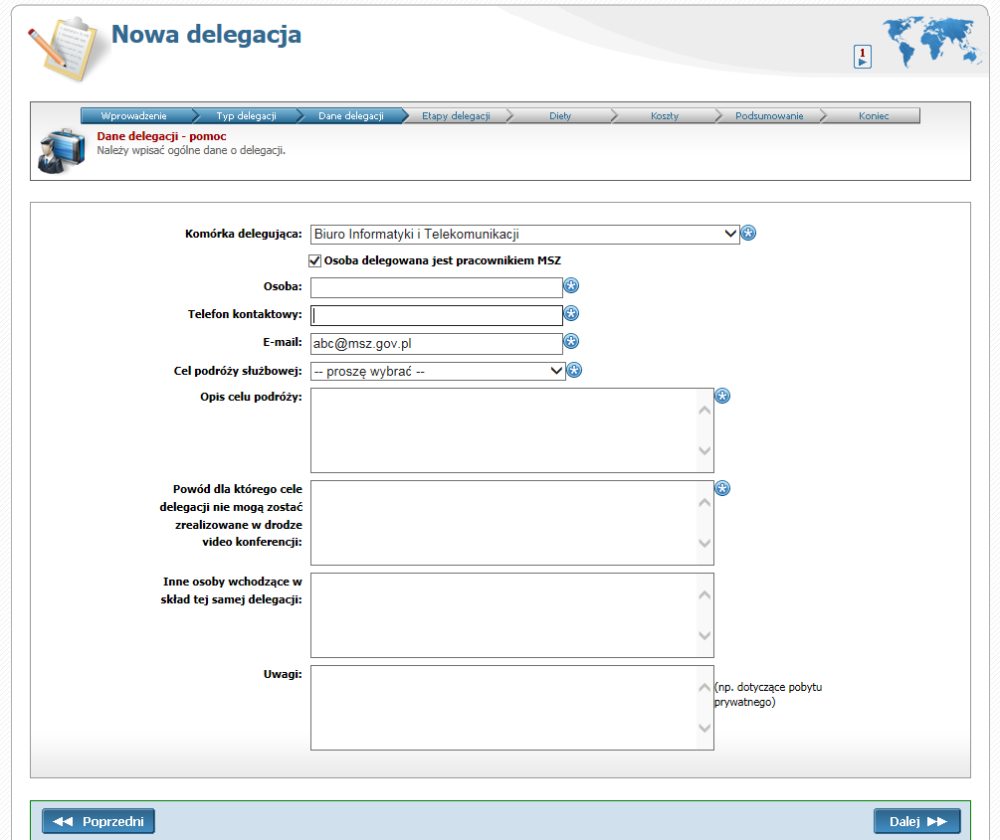 Nowa delegacja
1
Wprowadzenie Typ delegacji Dane delegacji Etapy delegacji Diety Koszty Podsumowanie Koniec
Dane delegacji - pomoc
Należy wpisać ogólne dane o delegacji.
Komórka delegująca: Biuro Informatyki i Telekomunikacji
Osoba delegowana jest pracownikiem MSZ
Osoba:
Telefon kontaktowy:
E-mail: abc@msz.gov.pl
Cel podróży służbowej: -- proszę wybrać --
Opis celu podróży:
Powód dla którego cele
delegacji nie mogą zostać
zrealizowane w drodze
video konferencji:
Inne osoby wchodzące w
skład tej samej delegacji:
Uwagi:
(np. dotyczące pobytu
prywatnego)
Poprzedni Dalej